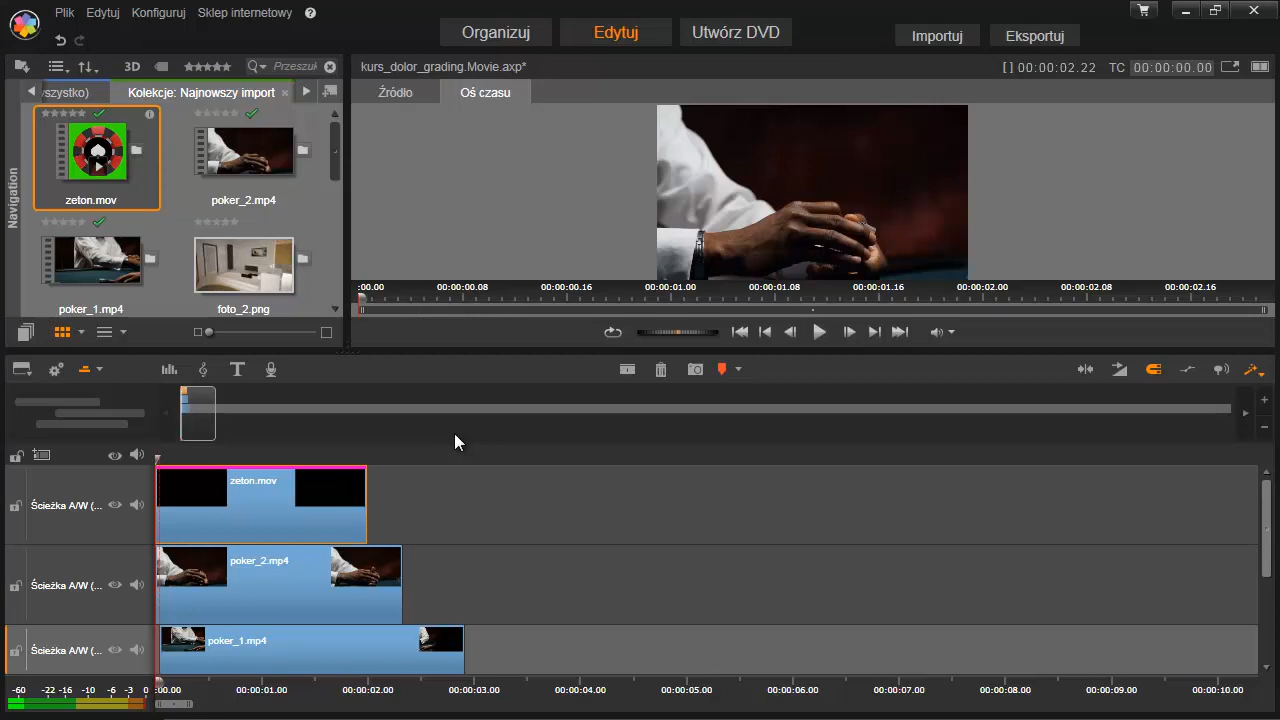 Plik Edytuj Konfiguruj Sklep internetowy ?
Organizuj Edytuj Utwórz DVD Importuj Eksportuj
3D Przeszuk
kurs_dolor_grading.Movie.axp*
[ ] 00:00:02.22 TC 00:00:00.00
zystko) Kolekcje: Najnowszy import ×
Źródło Oś czasu
Navigation
zeton.mov poker_2.mp4
poker_1.mp4 foto_2.png
:00.00 00:00:00.08 00:00:00.16 00:00:01.00 00:00:01.08 00:00:01.16 00:00:02.00 00:00:02.08 00:00:02.16
Ścieżka A/W (...
zeton.mov
Ścieżka A/W (...
poker_2.mp4
Ścieżka A/W (...
poker_1.mp4
-60 -22 -16 -10 -6 -3 0
:00.00 00:00:01.00 00:00:02.00 00:00:03.00 00:00:04.00 00:00:05.00 00:00:06.00 00:00:07.00 00:00:08.00 00:00:09.00 00:00:10.00